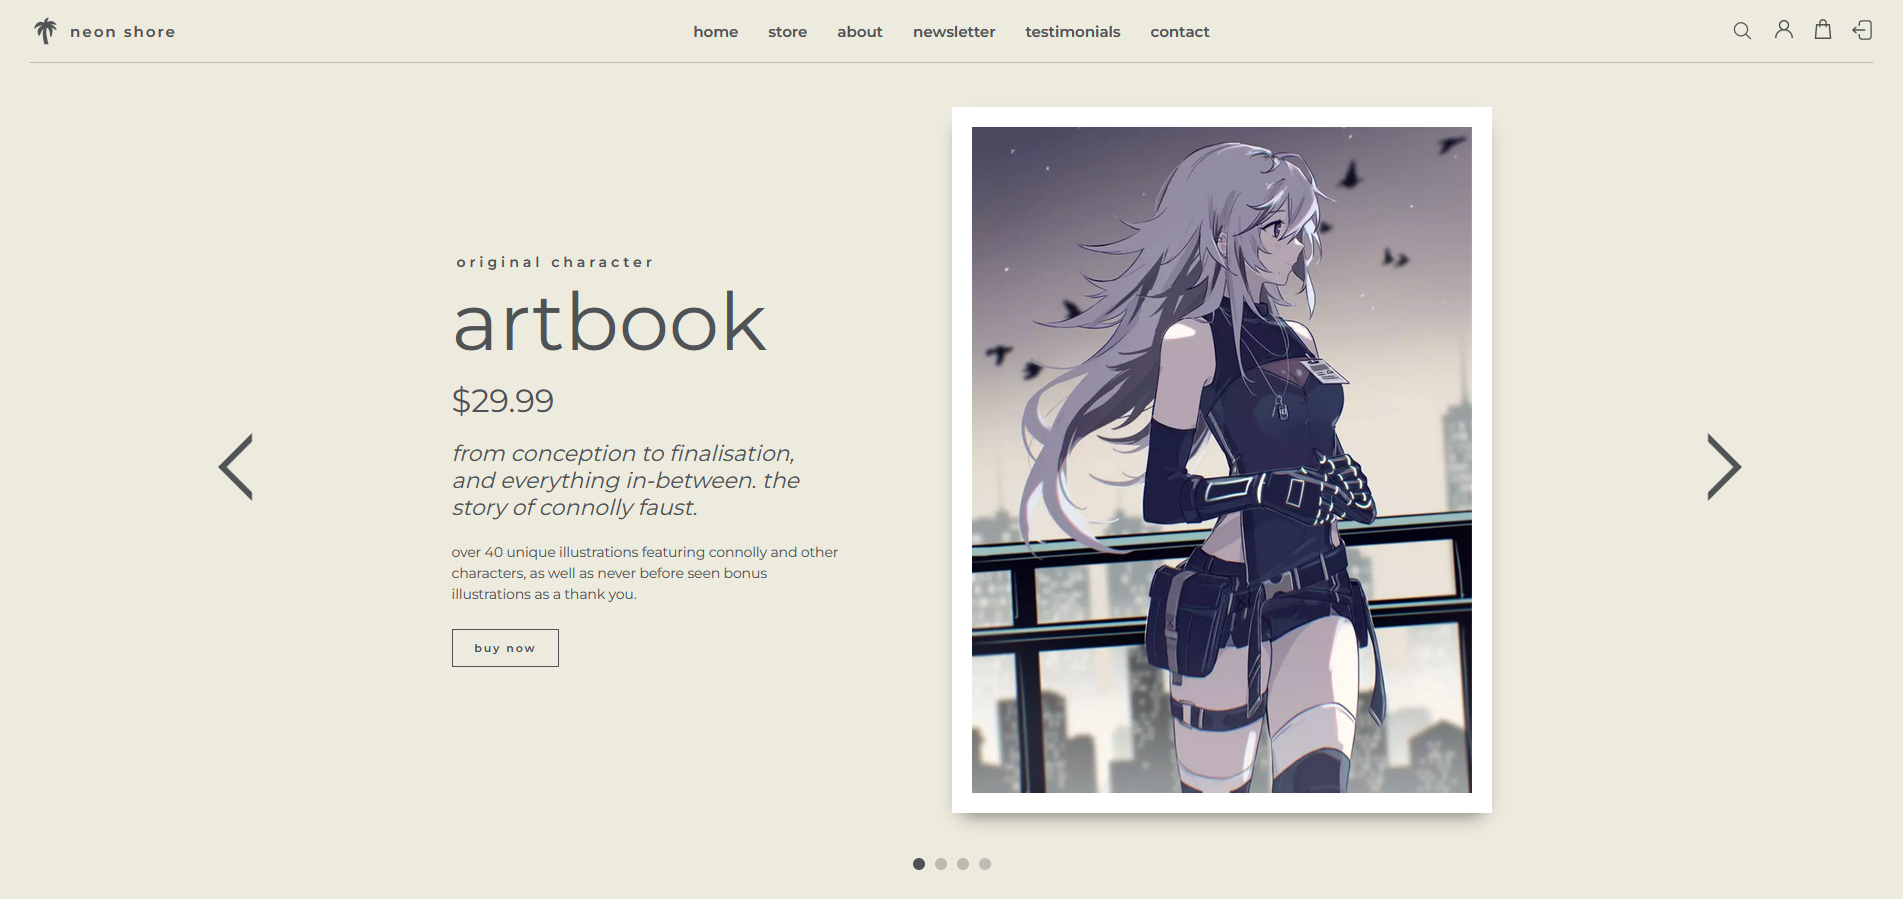 neon shore
home store about newsletter testimonials contact
original character
artbook
$29.99
from conception to finalisation,
and everything in-between. the
story of connolly faust.
over 40 unique illustrations featuring connolly and other
characters, as well as never before seen bonus
illustrations as a thank you.
buy now